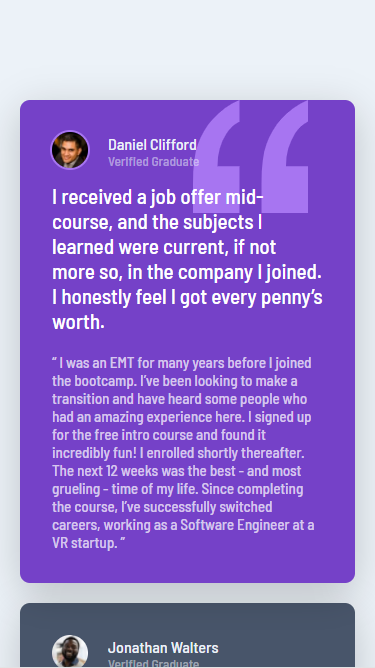 Daniel Clifford
Verified Graduate
I received a job offer mid-
course, and the subjects I
learned were current, if not
more so, in the company I joined.
I honestly feel I got every penny’s
worth.
“ I was an EMT for many years before I joined
the bootcamp. I’ve been looking to make a
transition and have heard some people who
had an amazing experience here. I signed up
for the free intro course and found it
incredibly fun! I enrolled shortly thereafter.
The next 12 weeks was the best - and most
grueling - time of my life. Since completing
the course, I’ve successfully switched
careers, working as a Software Engineer at a
VR startup. ”
Jonathan Walters
Verified Graduate